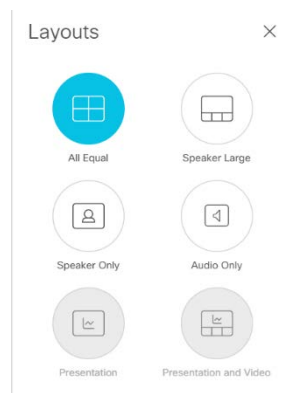 Layouts
All Equal
Speaker Large
Speaker Only
Audio Only
Presentation
Presentation and Video